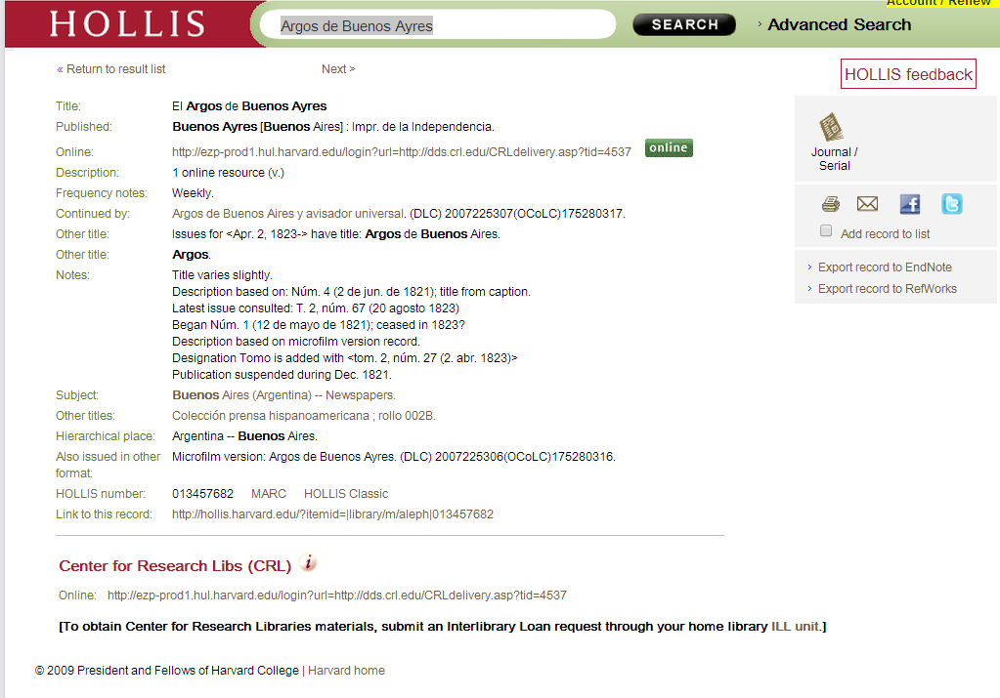 Account / Renew
HOLLIS
Argos de Buenos Ayres
SEARCH
› Advanced Search
« Return to result list
Next >
HOLLIS feedback
Title: El Argos de Buenos Ayres
Published: Buenos Ayres [Buenos Aires] : Impr. de la Independencia.
Online: http://ezp-prod1.hul.harvard.edu/login?url=http://dds.crl.edu/CRLdelivery.asp?tid=4537 online
Description: 1 online resource (v.)
Frequency notes: Weekly.
Continued by: Argos de Buenos Aires y avisador universal. (DLC) 2007225307(OCoLC)175280317.
Other title: Issues for <Apr. 2, 1823-> have title: Argos de Buenos Aires.
Other title: Argos.
Notes: Title varies slightly.
Description based on: Núm. 4 (2 de jun. de 1821); title from caption.
Latest issue consulted: T. 2, núm. 67 (20 agosto 1823)
Began Núm. 1 (12 de mayo de 1821); ceased in 1823?
Description based on microfilm version record.
Designation Tomo is added with <tom. 2, núm. 27 (2. abr. 1823)>
Publication suspended during Dec. 1821.
Subject: Buenos Aires (Argentina) -- Newspapers.
Other titles: Colección prensa hispanoamericana ; rollo 002B.
Hierarchical place: Argentina -- Buenos Aires.
Also issued in other Microfilm version: Argos de Buenos Ayres. (DLC) 2007225306(OCoLC)175280316.
format:
HOLLIS number: 013457682 MARC HOLLIS Classic
Link to this record: http://hollis.harvard.edu/?itemid=|library/m/aleph|013457682
Journal /
Serial
Add record to list
› Export record to EndNote
› Export record to RefWorks
Center for Research Libs (CRL) i
Online: http://ezp-prod1.hul.harvard.edu/login?url=http://dds.crl.edu/CRLdelivery.asp?tid=4537
[To obtain Center for Research Libraries materials, submit an Interlibrary Loan request through your home library ILL unit.]
© 2009 President and Fellows of Harvard College | Harvard home